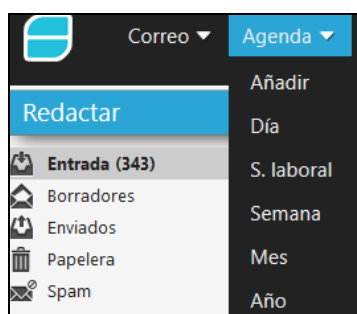 Correo Agenda
Añadir
Redactar
Día
Entrada (343)
S. laboral
Borradores
Semana
Enviados
Papelera
Mes
Spam
Año